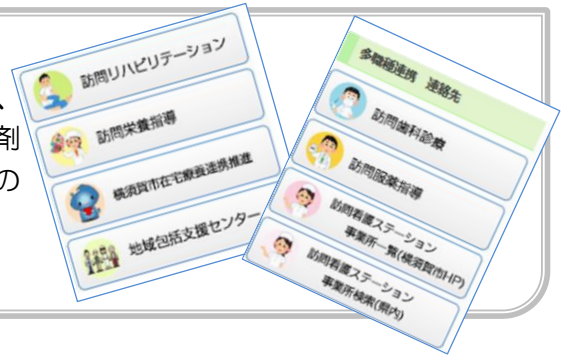 、
剤
の
訪問リハビリテーション
訪問栄養指導
横須賀市在宅療養連携推進
地域包括支援センター
多職種連携 連絡先
訪問歯科診療
訪問服薬指導
訪問看護ステーション
事業所一覧(横須賀市HP)
訪問看護ステーション
事業所検索(県内)